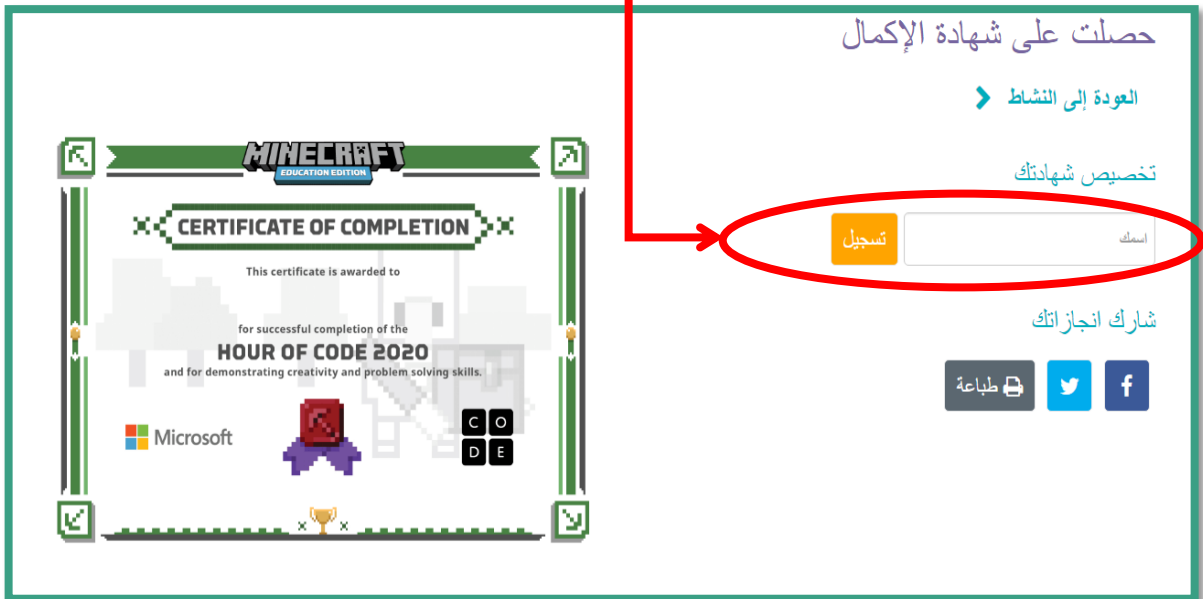 حصلت على شهادة الإكمال
العودة إلى النشاط
تخصيص شهادتك
اسمك
تسجيل
شارك انجازاتك
f
طباعة
MINECRAFT
EDUCATION EDITION
CERTIFICATE OF COMPLETION
This certificate is awarded to
for successful completion of the
HOUR OF CODE 2020
and for demonstrating creativity and problem solving skills.
Microsoft
C O
D E